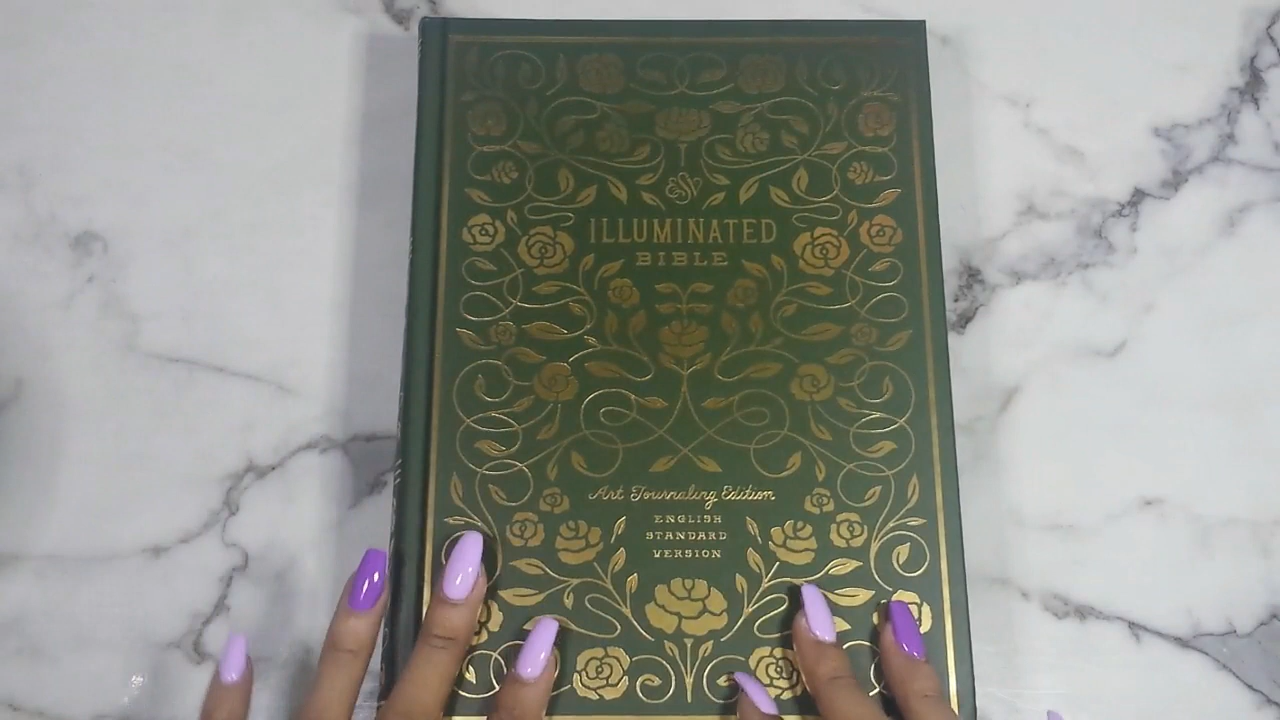 ESV
ILLUMINATED
BIBLE
Art Journaling Edition
ENGLISH
STANDARD
VERSION